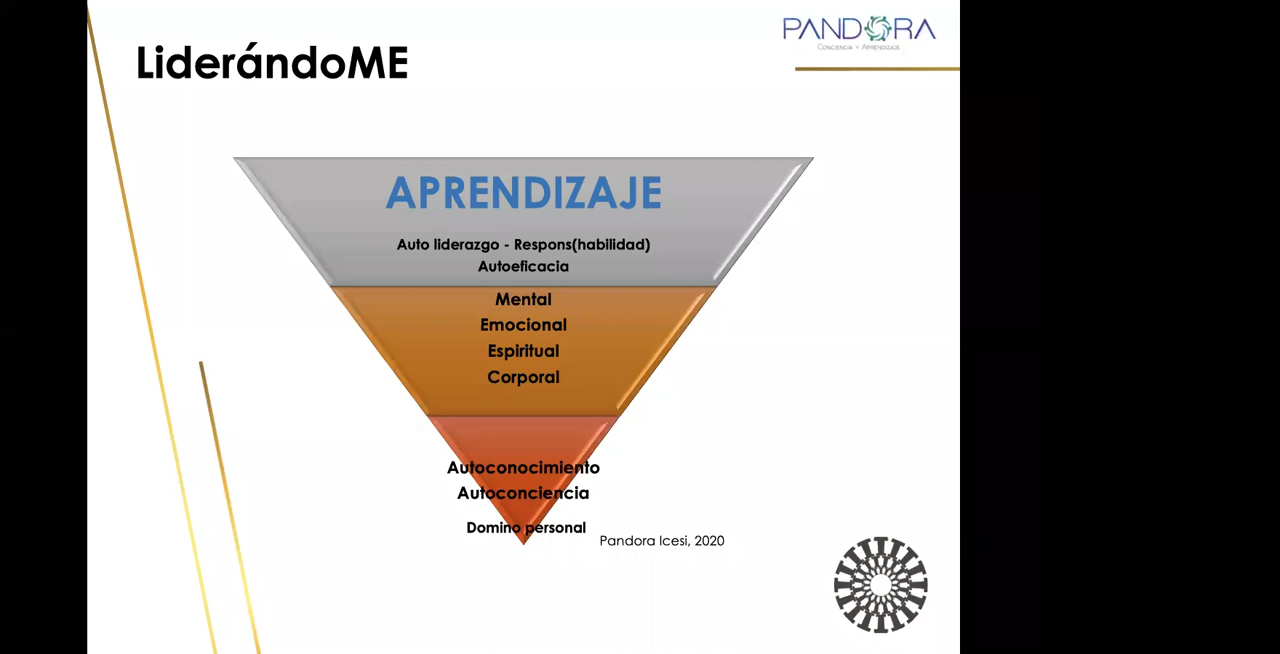 PANDORA
CONCIENCIA Y APRENDIZAJE
LiderándoME
APRENDIZAJE
Auto liderazgo - Respons(habilidad)
Autoeficacia
Mental
Emocional
Espiritual
Corporal
Autoconocimiento
Autoconciencia
Domino personal
Pandora Icesi, 2020